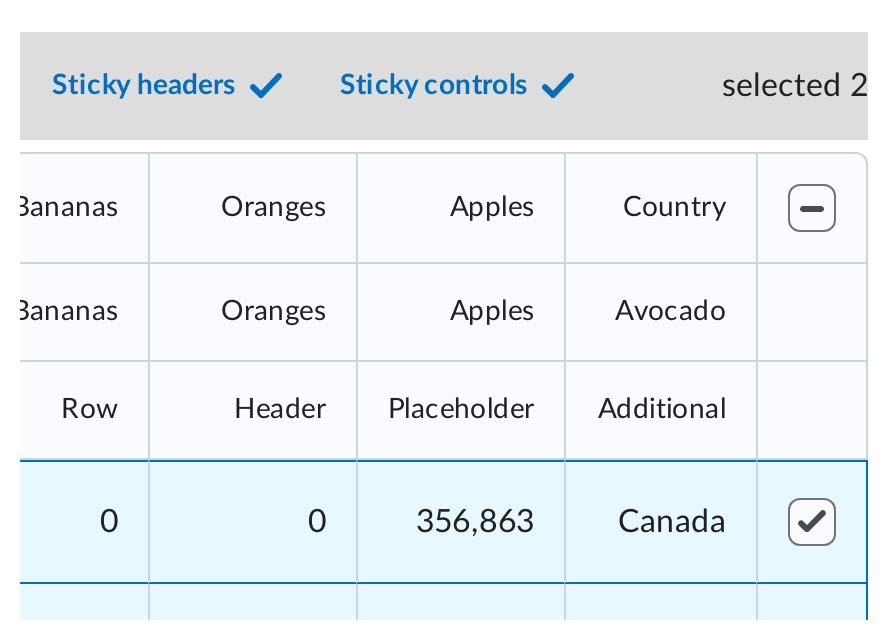 Sticky headers Sticky controls selected 2
Bananas Oranges Apples Country
Bananas Oranges Apples Avocado
Row Header Placeholder Additional
0 0 356,863 Canada